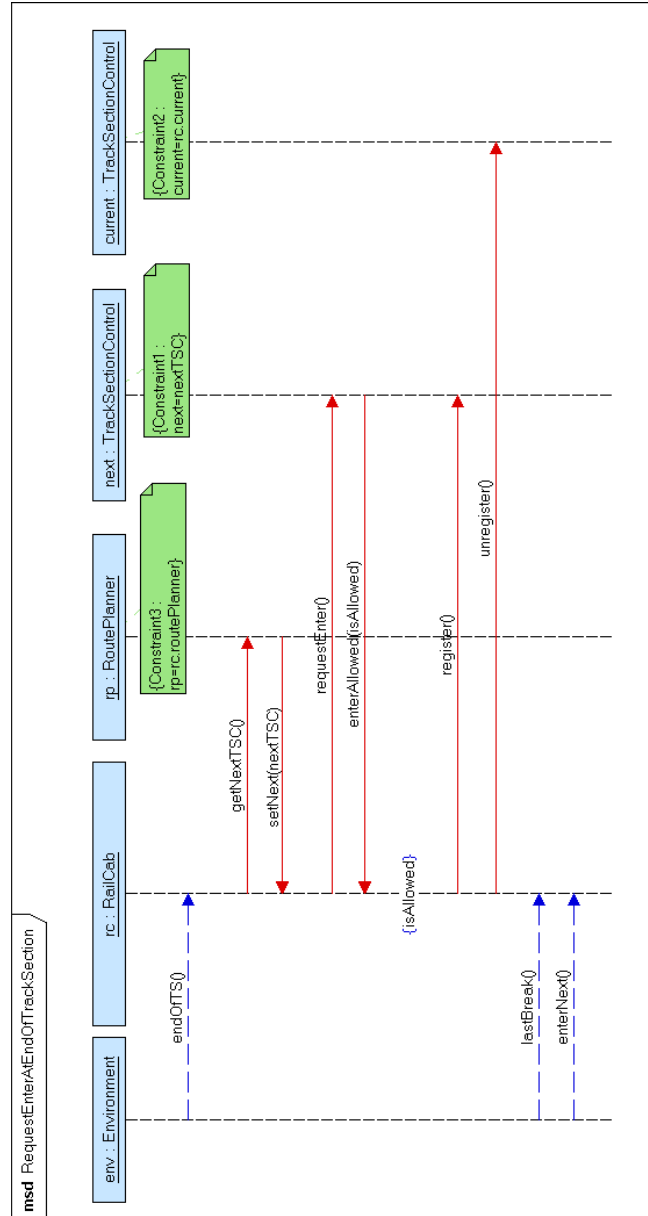 msd RequestEnterAtEndOfTrackSection
env : Environment
rc : RailCab
rp : RoutePlanner
next : TrackSectionControl
current : TrackSectionControl
{Constraint3 :
rp=rc.routePlanner}
{Constraint1 :
next=nextTSC}
{Constraint2 :
current=rc.current}
endOfTS()
getNextTSC()
setNext(nextTSC)
requestEnter()
enterAllowed(isAllowed)
{isAllowed}
register()
unregister()
lastBreak()
enterNext()